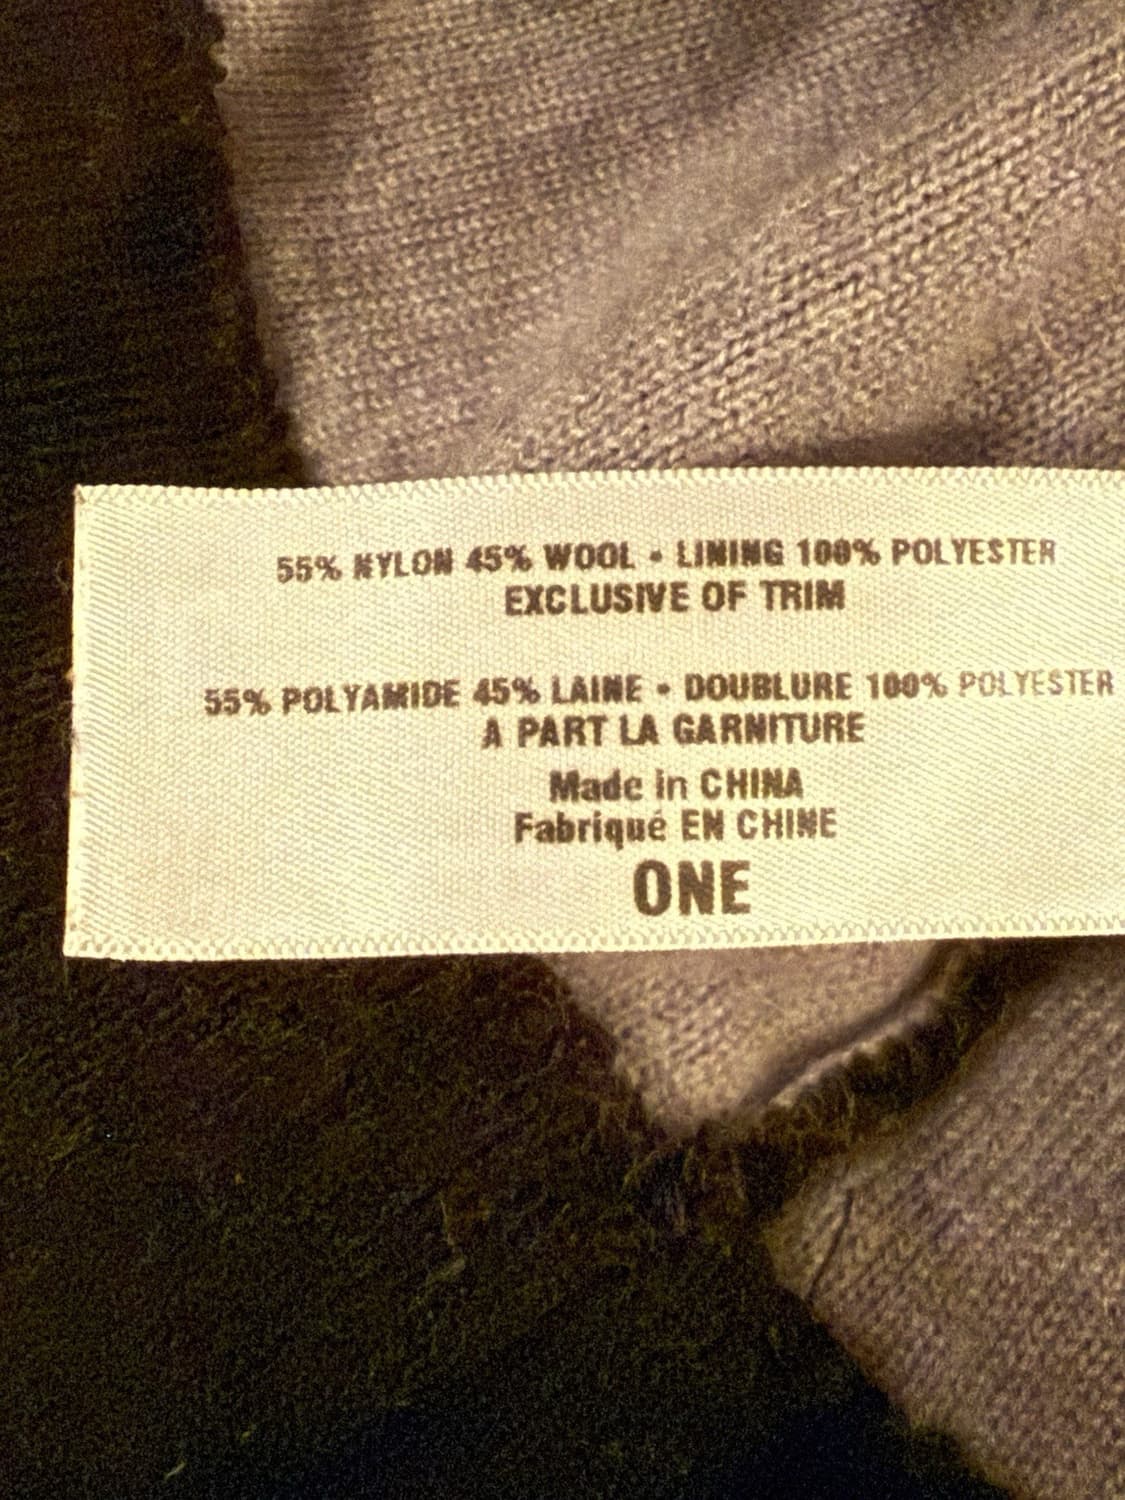 55% NYLON 45% WOOL • LINING 100% POLYESTER
EXCLUSIVE OF TRIM
55% POLYAMIDE 45% LAINE • DOUBLURE 100% POLYESTER
A PART LA GARNITURE
Made in CHINA
Fabriqué EN CHINE
ONE